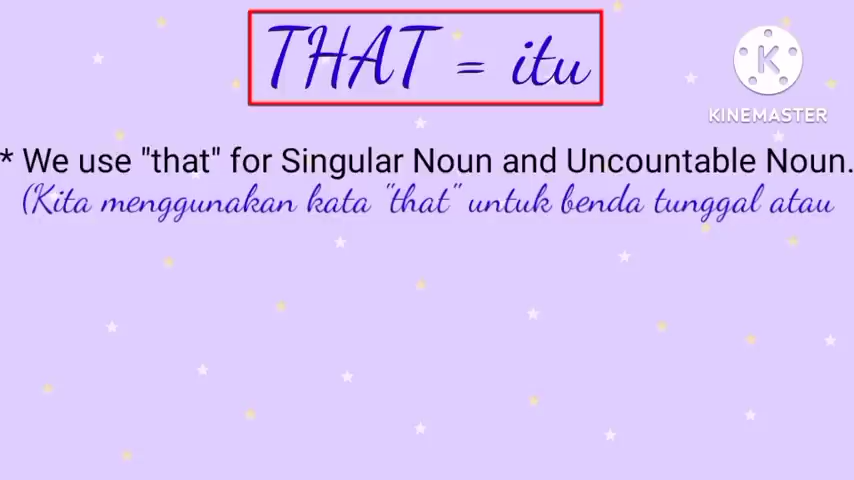 THAT = itu
K
KINEMASTER
* We use "that" for Singular Noun and Uncountable Noun.
(Kita menggunakan kata "that" untuk benda tunggal atau